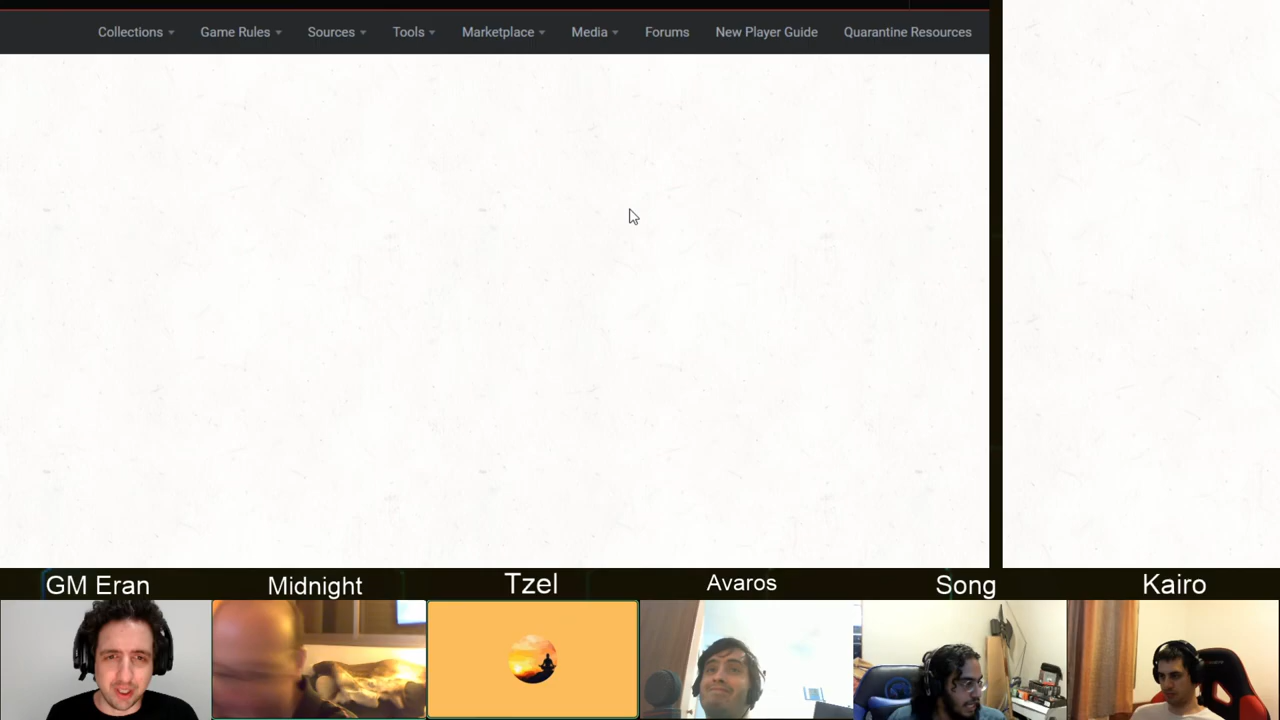 Collections Game Rules Sources Tools Marketplace Media Forums New Player Guide Quarantine Resources
GM Eran Midnight Tzel Avaros Song Kairo